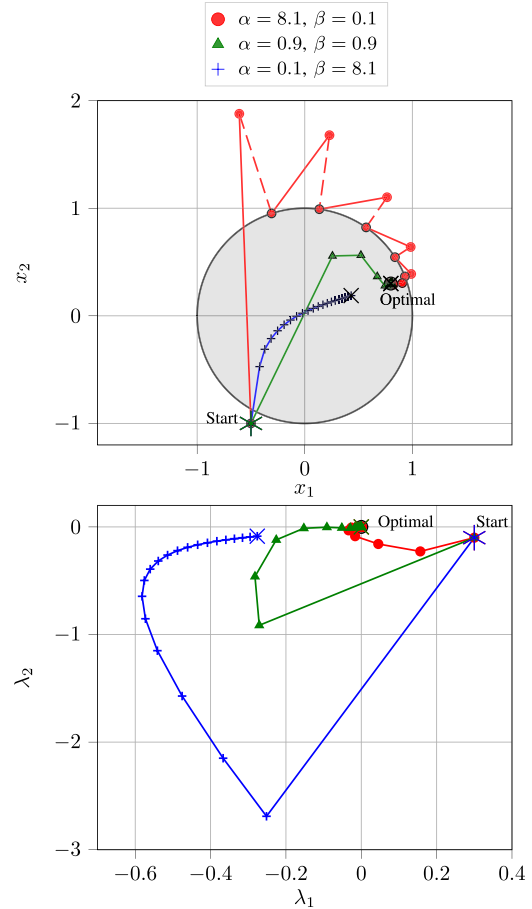 α = 8.1, β = 0.1
α = 0.9, β = 0.9
α = 0.1, β = 8.1
2
1
0
−1
x₂
Optimal
Start
−1
0
1
x₁
0
−1
−2
−3
λ₂
Optimal
Start
−0.6
−0.4
−0.2
0
0.2
0.4
λ₁